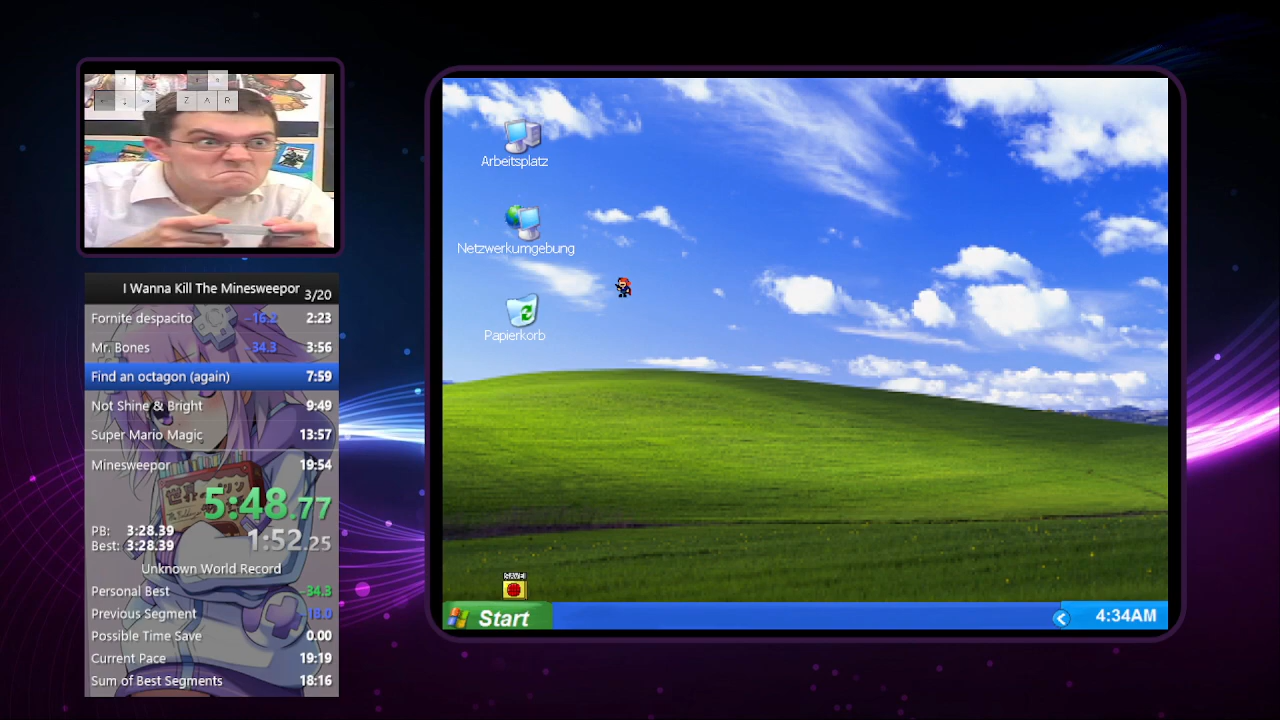 ↑
← ↓ →
Z A R
I Wanna Kill The Minesweepor 3/20
Fornite despacito -16.2 2:23
Mr. Bones -34.3 3:56
Find an octagon (again) 7:59
Not Shine & Bright 9:49
Super Mario Magic 13:57
Minesweepor 19:54
5:48.77
PB: 3:28.39
Best: 3:28.39
1:52.25
Unknown World Record
Personal Best -34.3
Previous Segment -18.0
Possible Time Save 0.00
Current Pace 19:19
Sum of Best Segments 18:16
Arbeitsplatz
Netzwerkumgebung
Papierkorb
SAVE
Start
4:34AM